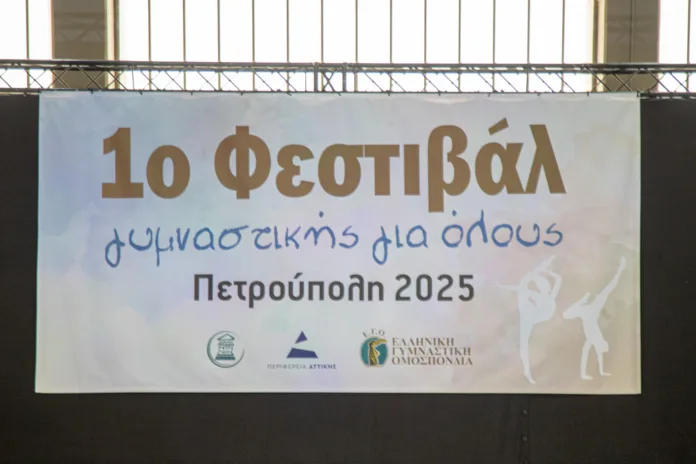 1ο Φεστιβάλ
γυμναστικής για όλους
Πετρούπολη 2025
ΠΕΡΙΦΕΡΕΙΑ ΑΤΤΙΚΗΣ
Ε.Γ.Ο
ΕΛΛΗΝΙΚΗ
ΓΥΜΝΑΣΤΙΚΗ
ΟΜΟΣΠΟΝΔΙΑ